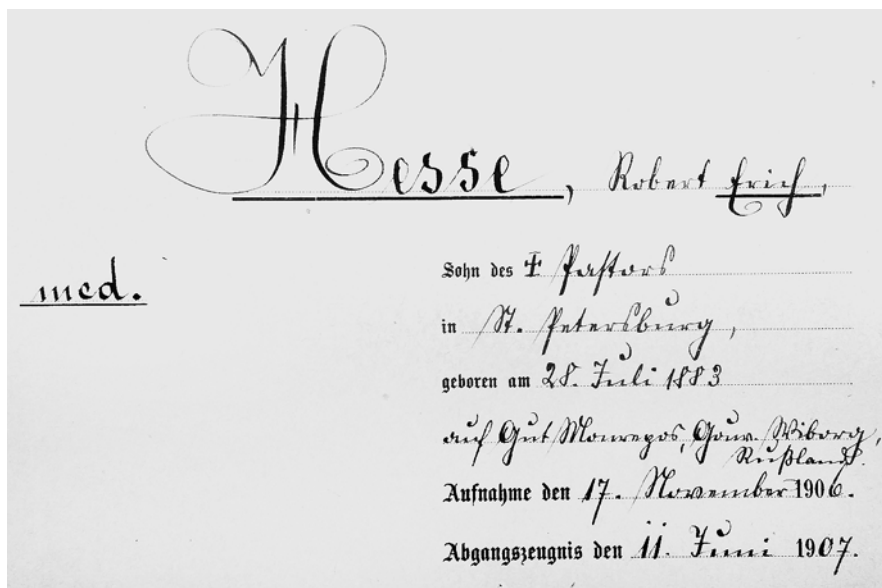 Hesse, Robert Erich,
med.
Sohn des ✝ Pastors
in St. Petersburg,
geboren am 28. Juli 1883
auf Gut Monrepos, Gouv. Wiborg,
Rußland.
Aufnahme den 17. November 1906.
Abgangszeugnis den 11. Juni 1907.